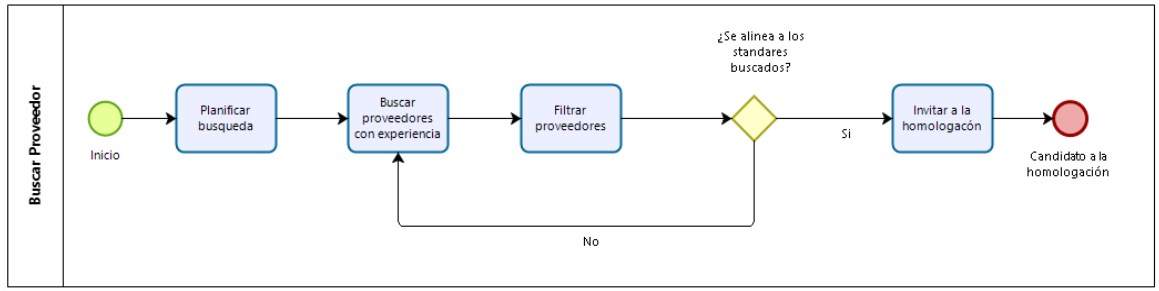 Buscar Proveedor
Inicio
Planificar
busqueda
Buscar
proveedores
con experiencia
Filtrar
proveedores
¿Se alinea a los
standares
buscados?
Si
No
Invitar a la
homologacón
Candidato a la
homologación